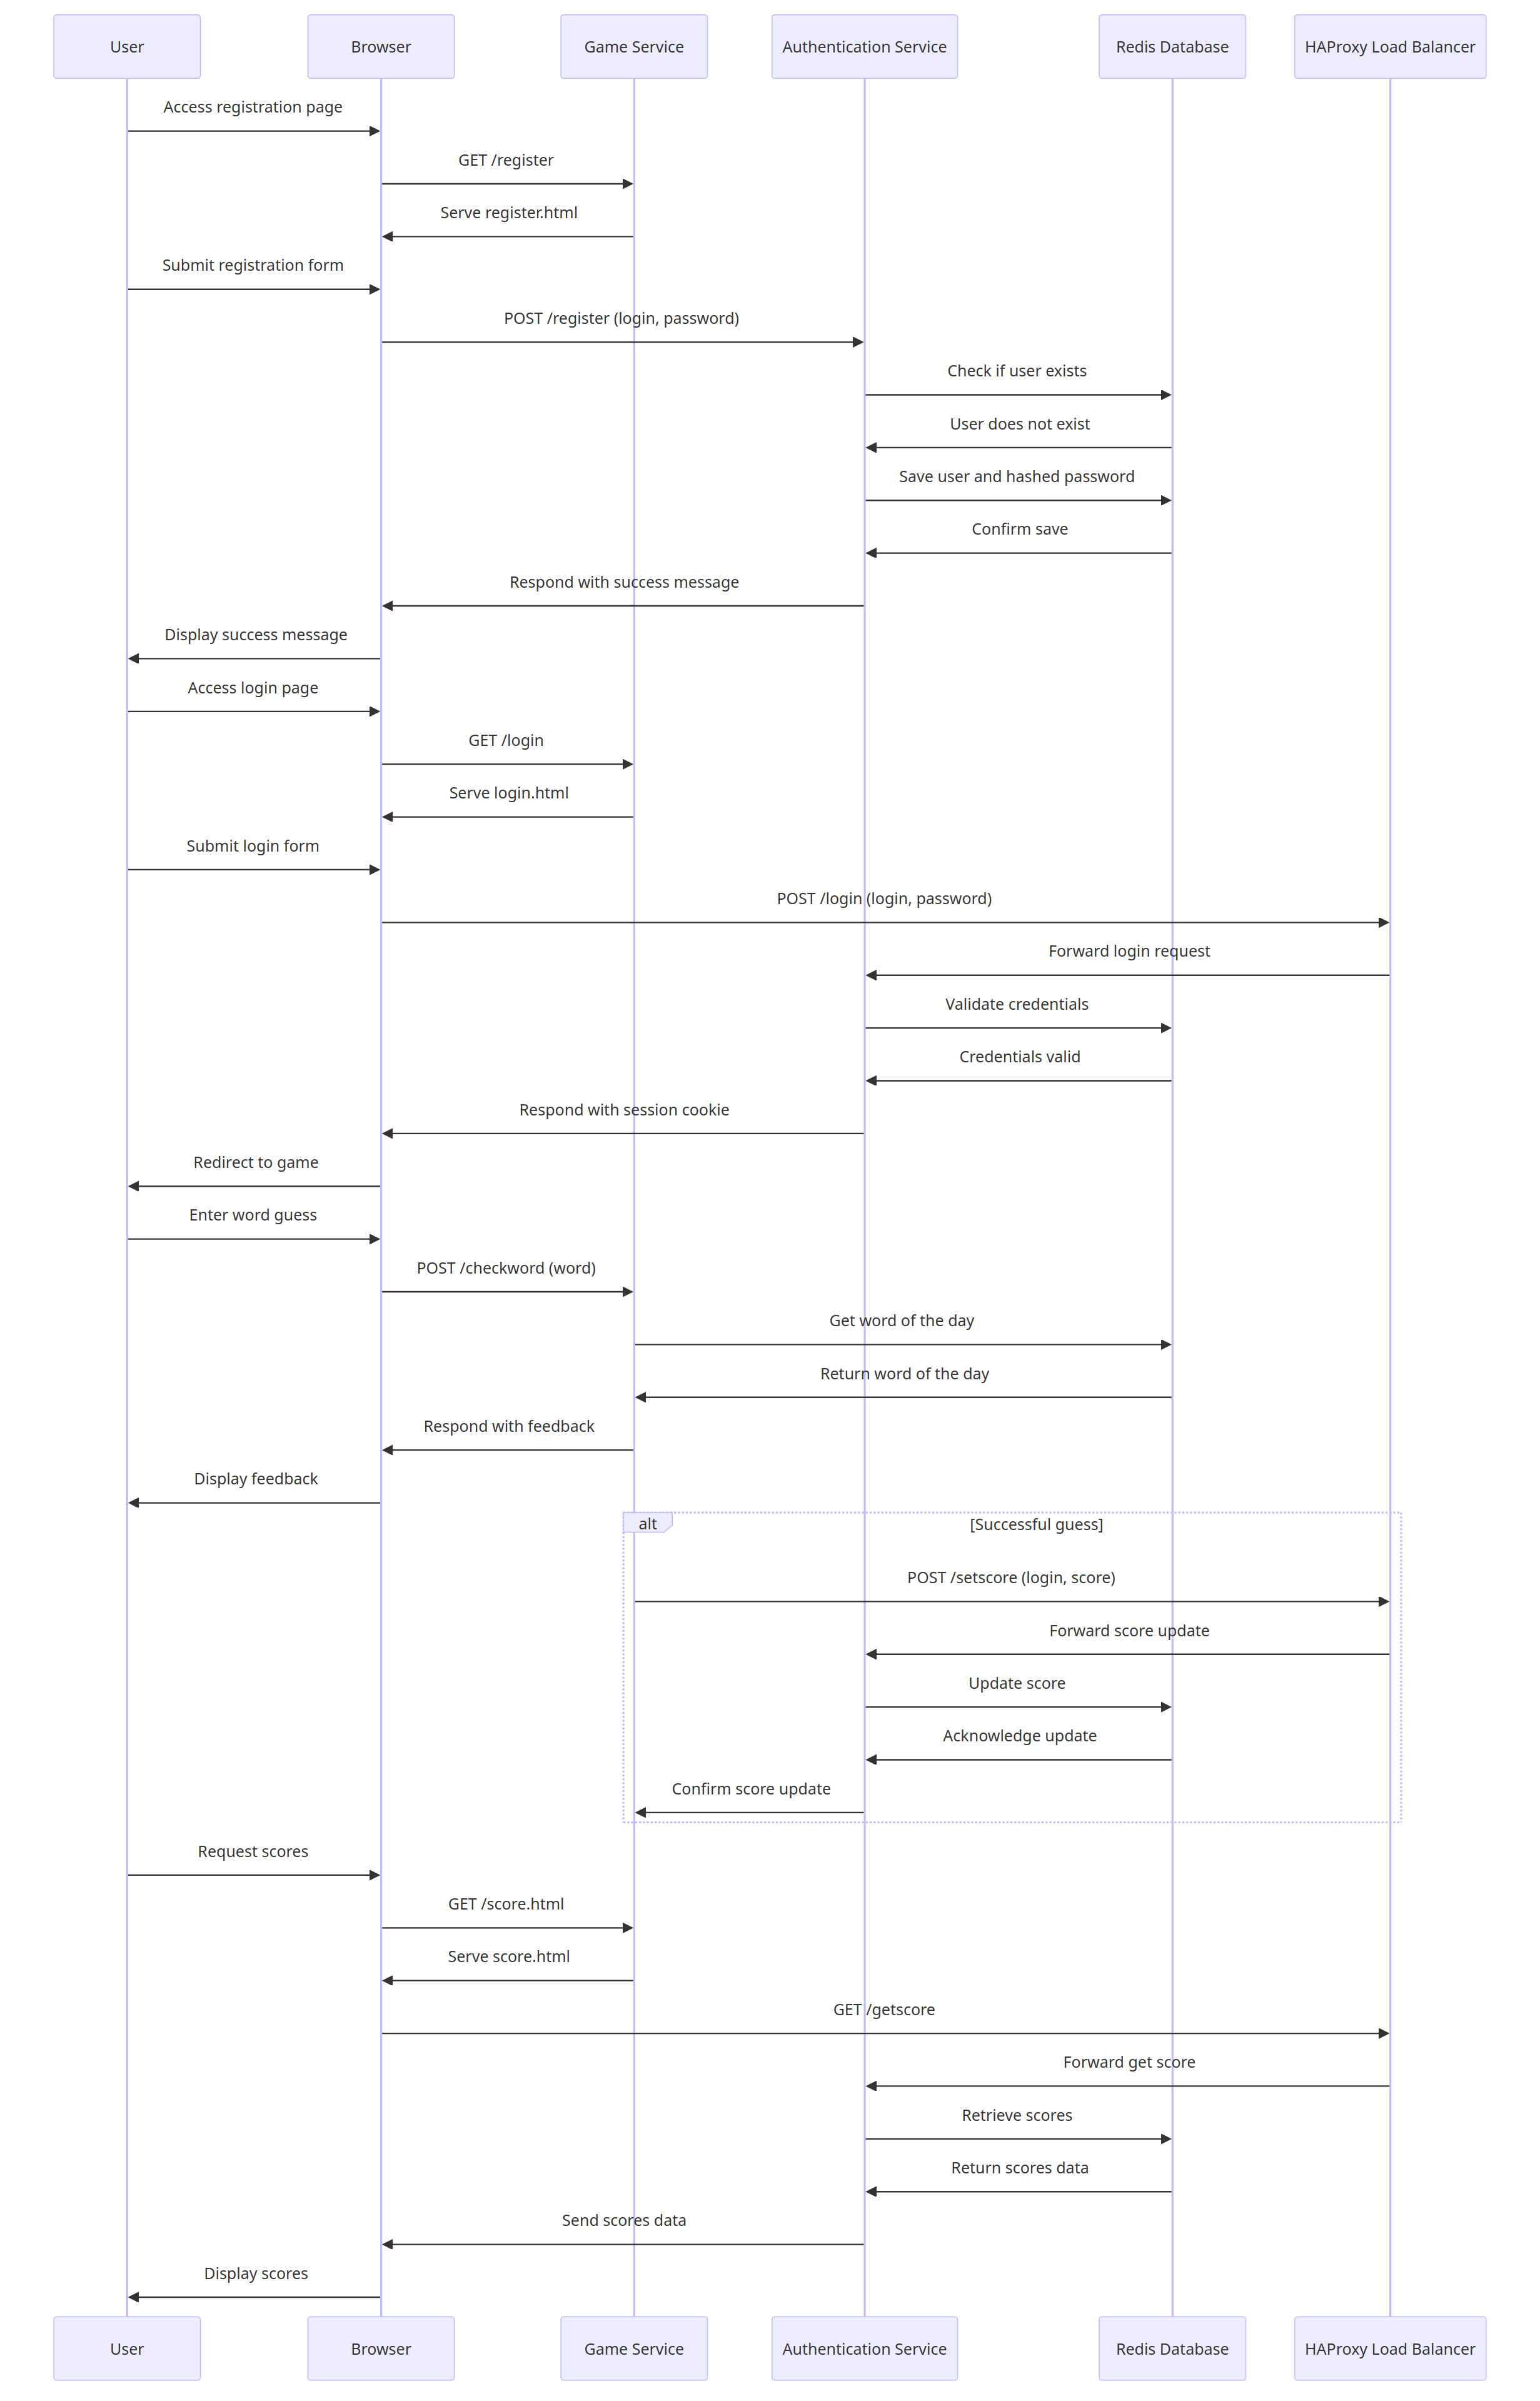 User
Browser
Game Service
Authentication Service
Redis Database
HAProxy Load Balancer
Access registration page
GET /register
Serve register.html
Submit registration form
POST /register (login, password)
Check if user exists
User does not exist
Save user and hashed password
Confirm save
Respond with success message
Display success message
Access login page
GET /login
Serve login.html
Submit login form
POST /login (login, password)
Forward login request
Validate credentials
Credentials valid
Respond with session cookie
Redirect to game
Enter word guess
POST /checkword (word)
Get word of the day
Return word of the day
Respond with feedback
Display feedback
alt
[Successful guess]
POST /setscore (login, score)
Forward score update
Update score
Acknowledge update
Confirm score update
Request scores
GET /score.html
Serve score.html
GET /getscore
Forward get score
Retrieve scores
Return scores data
Send scores data
Display scores
User
Browser
Game Service
Authentication Service
Redis Database
HAProxy Load Balancer